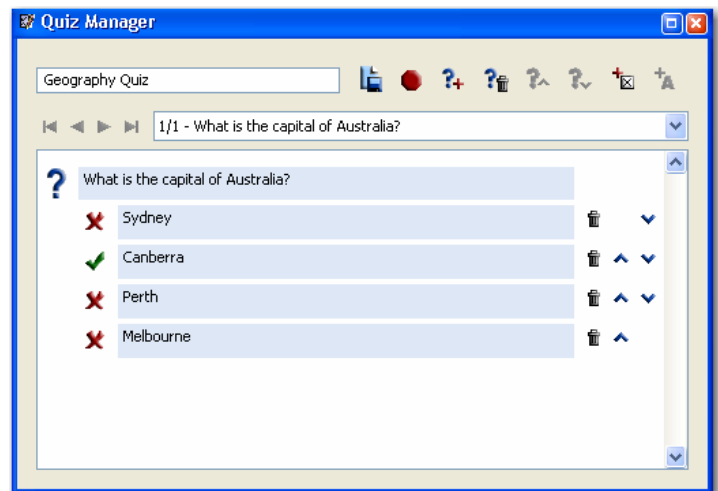 Quiz Manager
Geography Quiz
1/1 - What is the capital of Australia?
What is the capital of Australia?
Sydney
Canberra
Perth
Melbourne